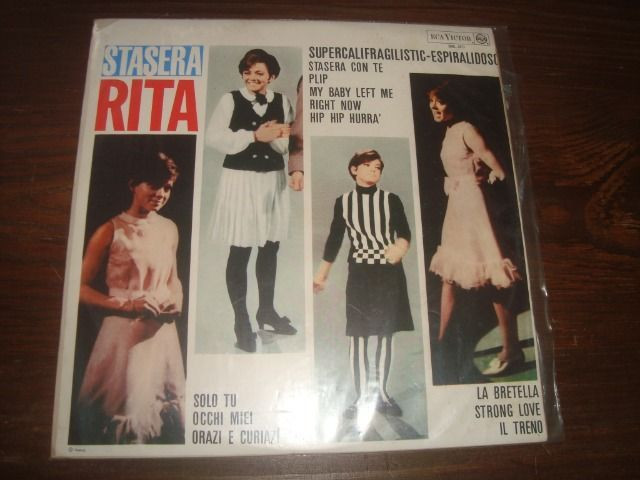 STASERA
RITA
RCA VICTOR
SUPERCALIFRAGILISTIC-ESPIRALIDOSO
STASERA CON TE
PLIP
MY BABY LEFT ME
RIGHT NOW
HIP HIP HURRA'
SOLO TU
OCCHI MIEI
ORAZI E CURIAZI
LA BRETELLA
STRONG LOVE
IL TRENO